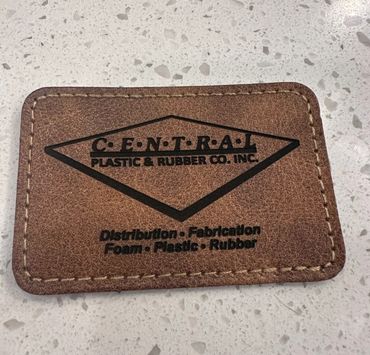 C·E·N·T·R·A·L
PLASTIC & RUBBER CO. INC.
Distribution · Fabrication
Foam · Plastic · Rubber